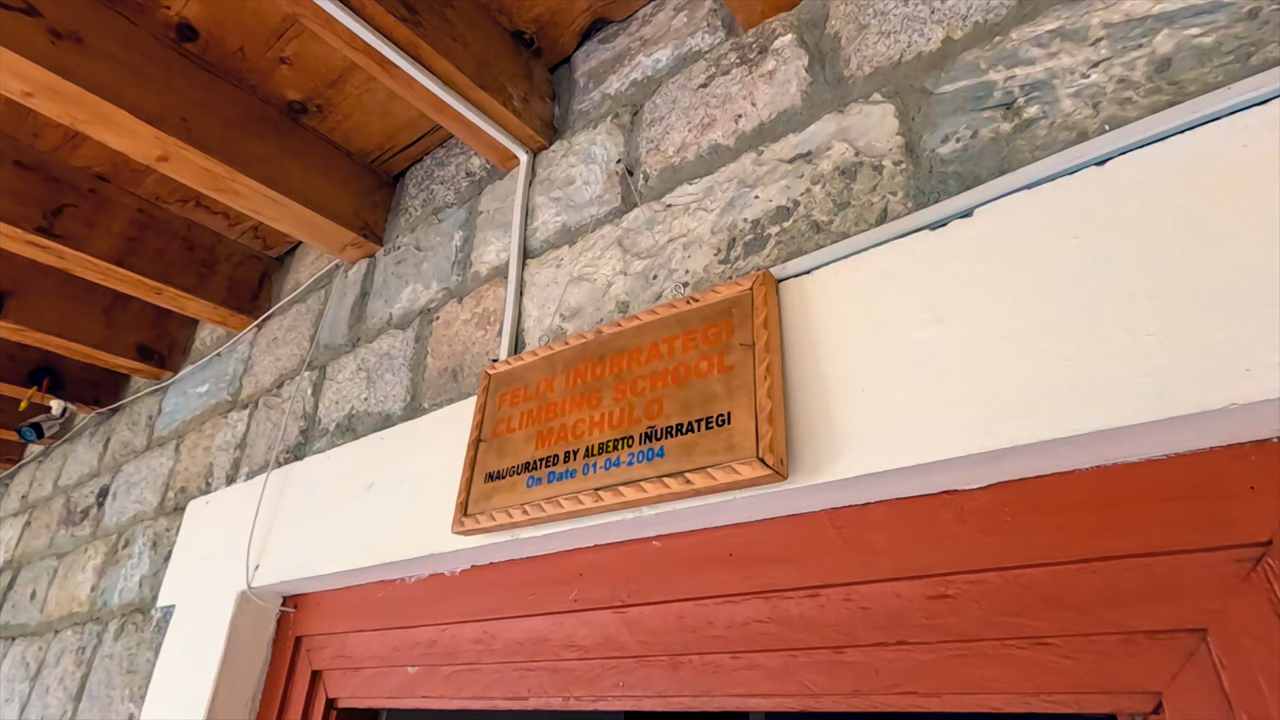 FELIX IÑURRATEGI
CLIMBING SCHOOL
MACHULO
INAUGURATED BY ALBERTO IÑURRATEGI
On Date 01-04-2004